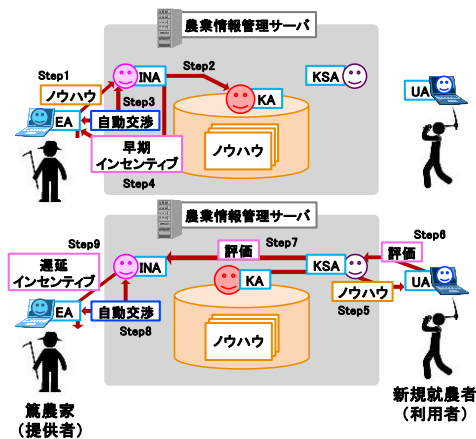 農業情報管理サーバ
Step1
ノウハウ
INA
Step2
KSA
UA
EA
Step3
自動交渉
KA
早期
インセンティブ
ノウハウ
Step4
農業情報管理サーバ
Step9
Step7
Step6
遅延
インセンティブ
INA
評価
KSA
評価
KA
UA
ノウハウ
EA
自動交渉
Step5
Step8
ノウハウ
篤農家
（提供者）
新規就農者
（利用者）